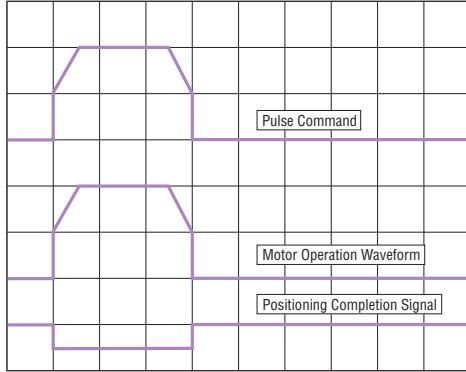 Pulse Command
Motor Operation Waveform
Positioning Completion Signal